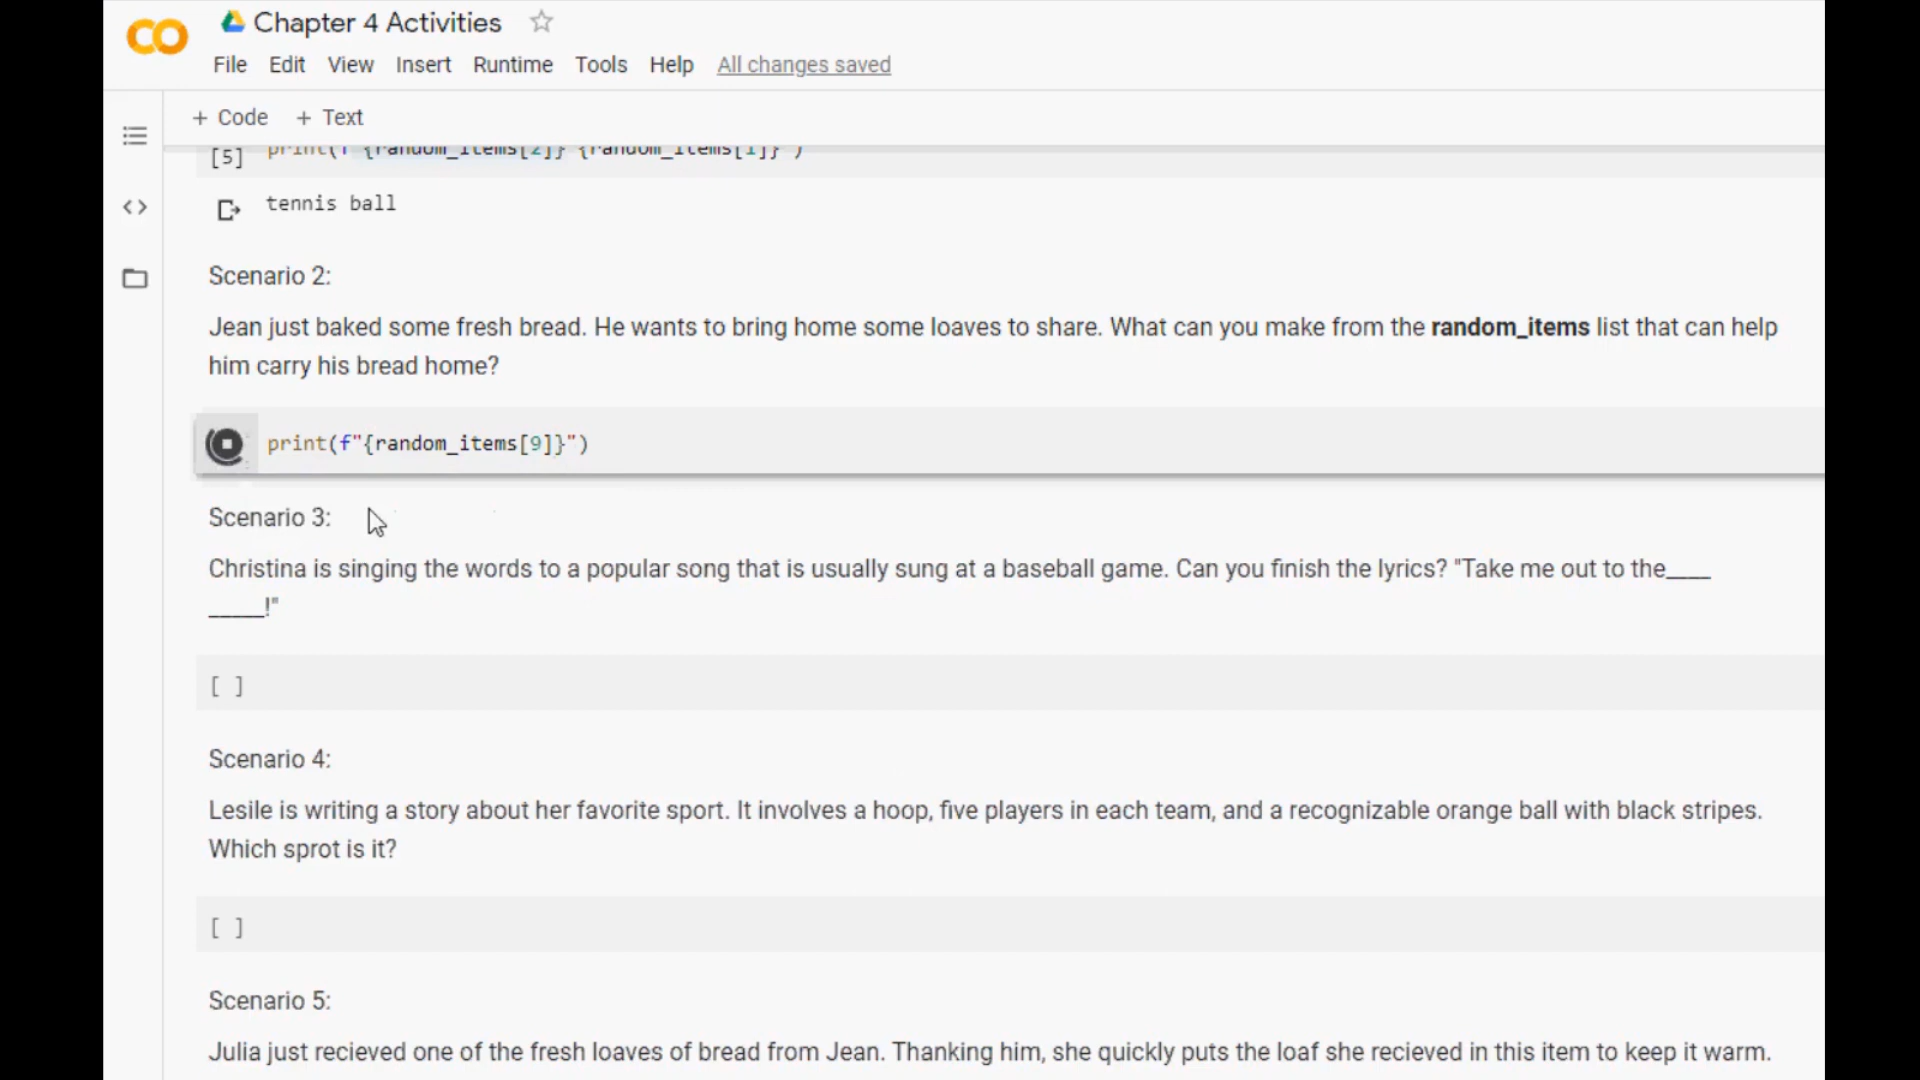 Chapter 4 Activities
File Edit View Insert Runtime Tools Help All changes saved
+ Code + Text
[5] print(f"{random_items[2]} {random_items[1]}")
tennis ball
Scenario 2:
Jean just baked some fresh bread. He wants to bring home some loaves to share. What can you make from the random_items list that can help
him carry his bread home?
print(f"{random_items[9]}")
Scenario 3:
Christina is singing the words to a popular song that is usually sung at a baseball game. Can you finish the lyrics? "Take me out to the____
_____!"
[ ]
Scenario 4:
Lesile is writing a story about her favorite sport. It involves a hoop, five players in each team, and a recognizable orange ball with black stripes.
Which sprot is it?
[ ]
Scenario 5:
Julia just recieved one of the fresh loaves of bread from Jean. Thanking him, she quickly puts the loaf she recieved in this item to keep it warm.